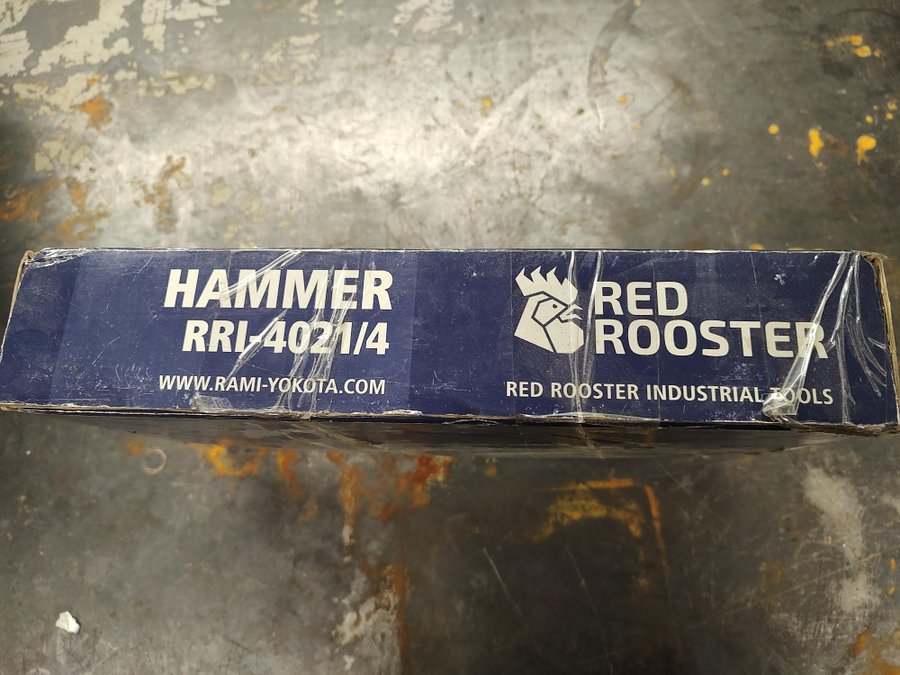 HAMMER
RRI-4021/4
WWW.RAMI-YOKOTA.COM
RED
ROOSTER
RED ROOSTER INDUSTRIAL TOOLS